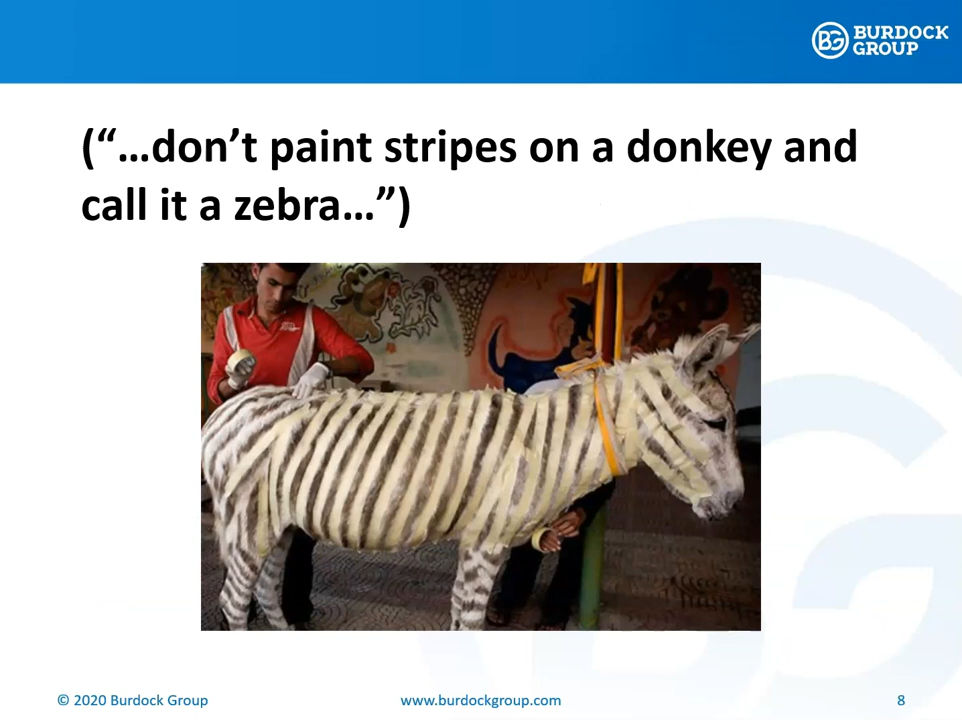 BURDOCK
GROUP
(“…don’t paint stripes on a donkey and
call it a zebra…”)
© 2020 Burdock Group
www.burdockgroup.com
8